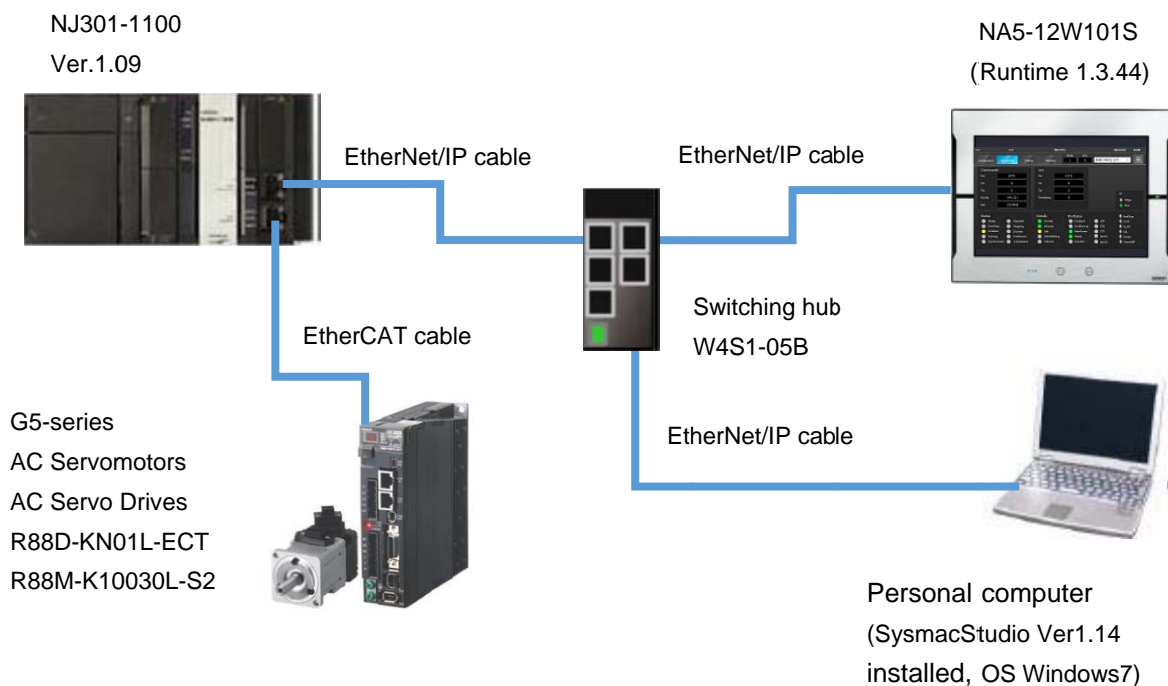 NJ301-1100
Ver.1.09
NA5-12W101S
(Runtime 1.3.44)
EtherNet/IP cable
EtherNet/IP cable
Switching hub
W4S1-05B
EtherCAT cable
EtherNet/IP cable
G5-series
AC Servomotors
AC Servo Drives
R88D-KN01L-ECT
R88M-K10030L-S2
Personal computer
(SysmacStudio Ver1.14
installed, OS Windows7)